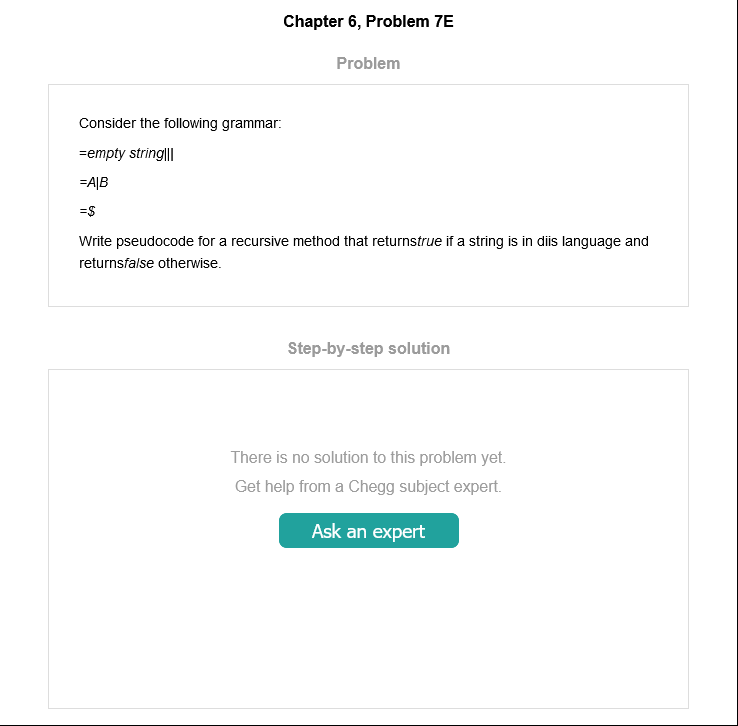 Chapter 6, Problem 7E
Problem
Consider the following grammar:
=empty string|||
=A|B
=$
Write pseudocode for a recursive method that returnstrue if a string is in diis language and
returnsfalse otherwise.
Step-by-step solution
There is no solution to this problem yet.
Get help from a Chegg subject expert.
Ask an expert